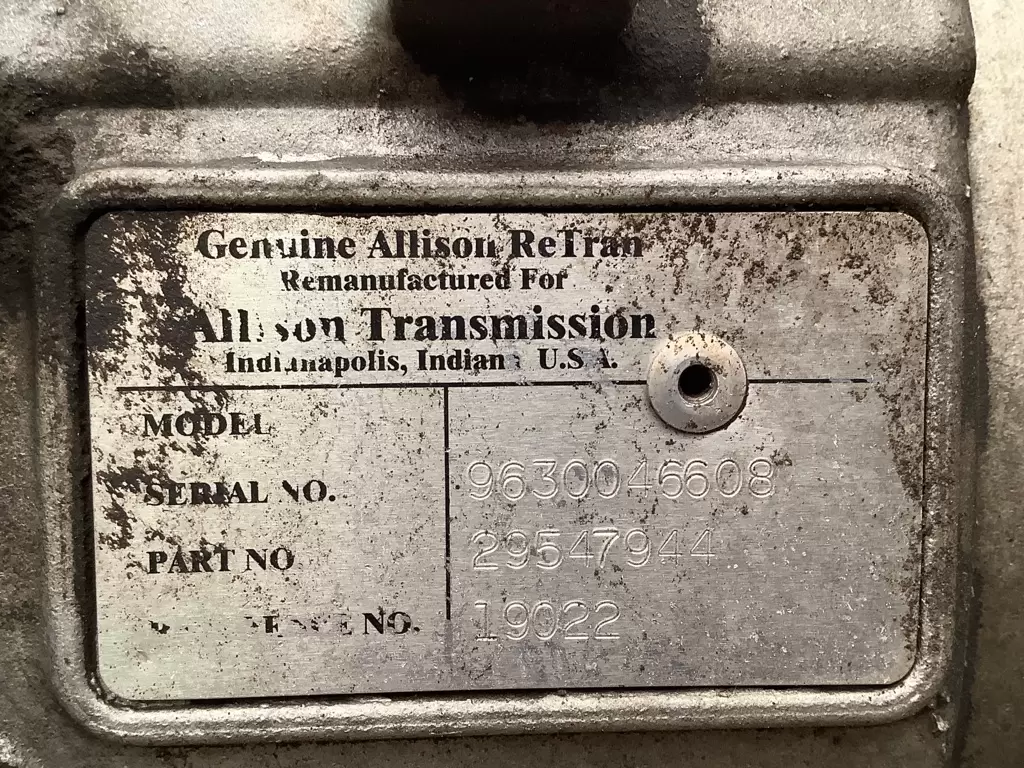 Genuine Allison ReTran
Remanufactured For
Allison Transmission
Indianapolis, Indiana U.S.A.
MODEL
SERIAL NO. 9630046608
PART NO 29547944
NO. 19022